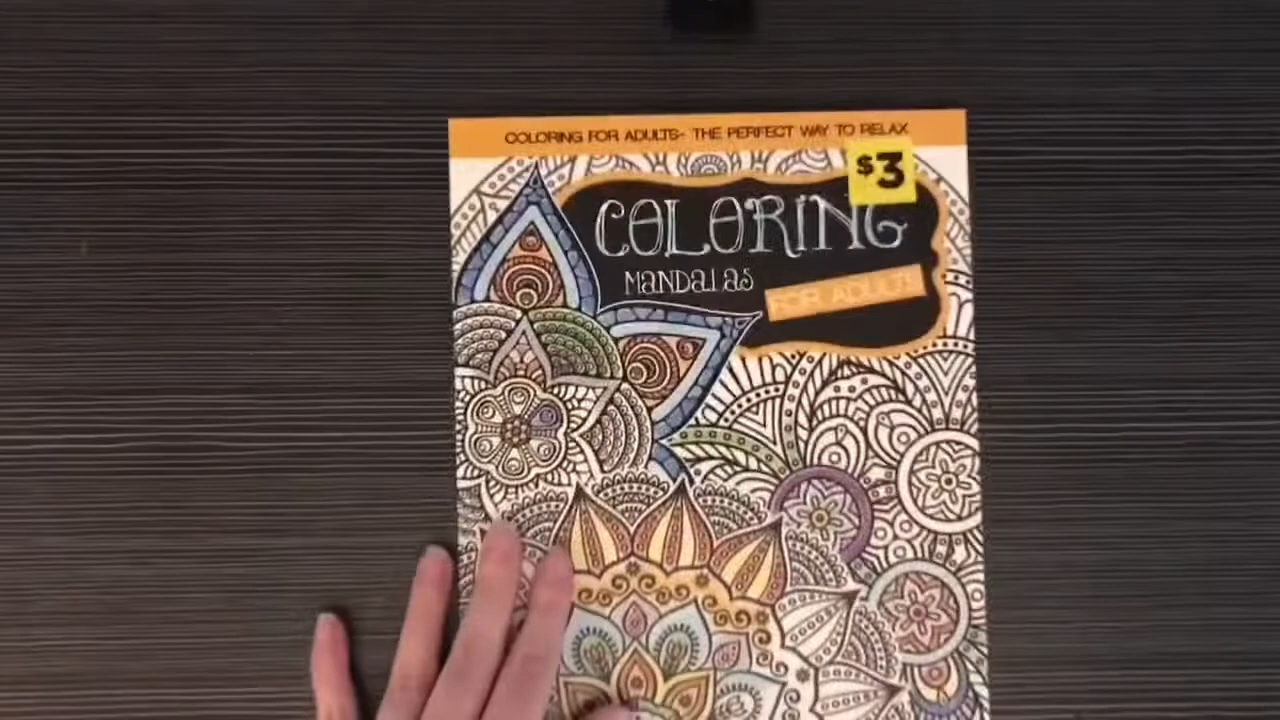 COLORING FOR ADULTS- THE PERFECT WAY TO RELAX
$3
COLORING
MANDALAS
FOR ADULTS